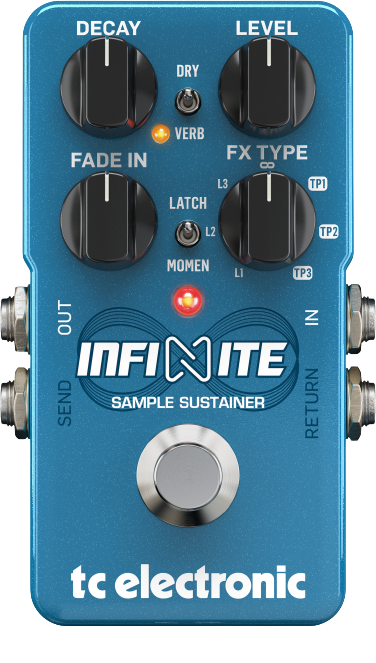 DECAY
LEVEL
DRY
VERB
FADE IN
FX TYPE
∞
L3
TP1
LATCH
L2
TP2
MOMEN
L1
TP3
OUT
IN
INFINITE
SEND
RETURN
SAMPLE SUSTAINER
tc electronic